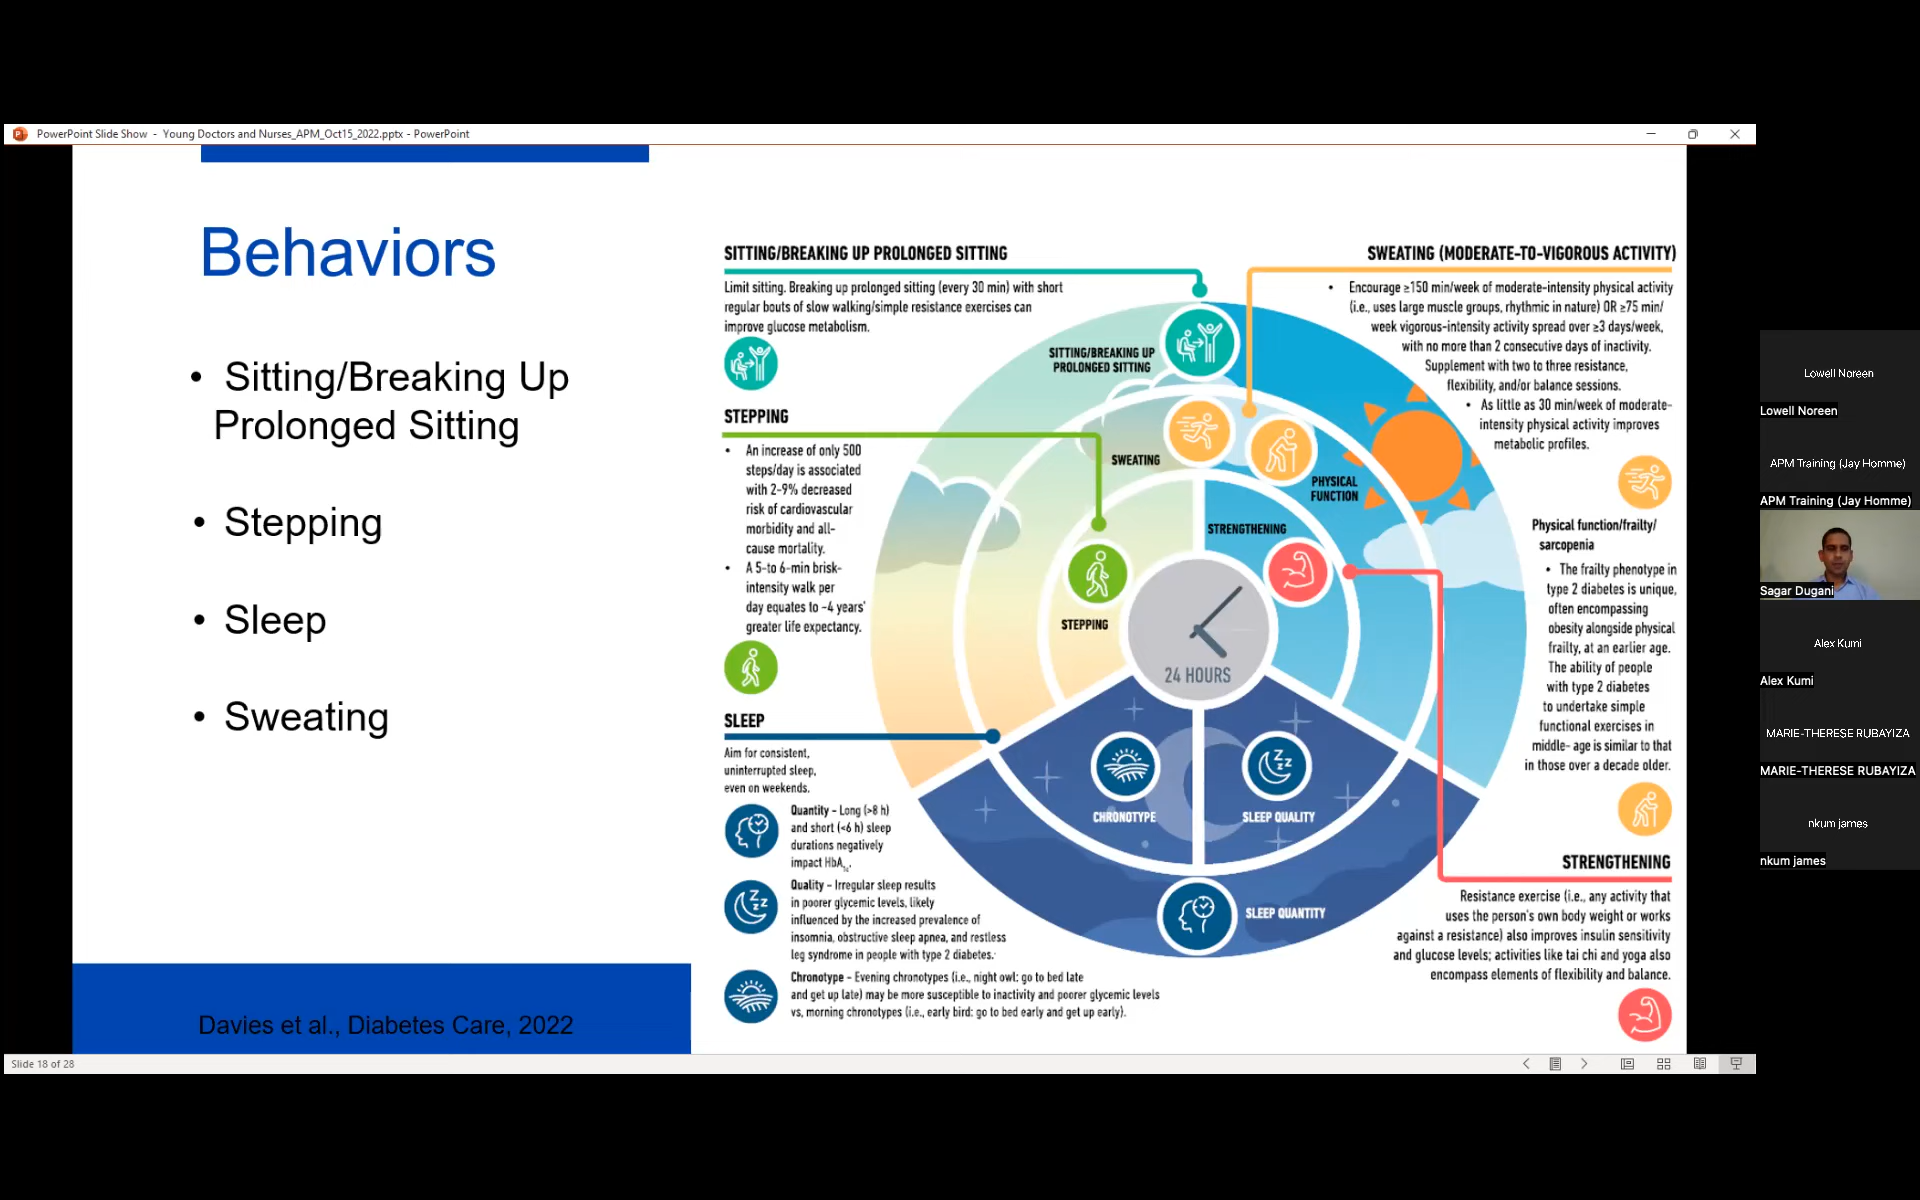 PowerPoint Slide Show - Young Doctors and Nurses_APM_Oct15_2022.pptx - PowerPoint
Behaviors
• Sitting/Breaking Up
Prolonged Sitting
• Stepping
• Sleep
• Sweating
Davies et al., Diabetes Care, 2022
SITTING/BREAKING UP PROLONGED SITTING
Limit sitting. Breaking up prolonged sitting (every 30 min) with short
regular bouts of slow walking/simple resistance exercises can
improve glucose metabolism.
STEPPING
• An increase of only 500
steps/day is associated
with 2-9% decreased
risk of cardiovascular
morbidity and all-
cause mortality.
• A 5-to 6-min brisk-
intensity walk per
day equates to ~4 years'
greater life expectancy.
SLEEP
Aim for consistent,
uninterrupted sleep,
even on weekends.
Quantity – Long (>8 h)
and short (<6 h) sleep
durations negatively
impact HbA1c.
Quality – Irregular sleep results
in poorer glycemic levels, likely
influenced by the increased prevalence of
insomnia, obstructive sleep apnea, and restless
leg syndrome in people with type 2 diabetes.
Chronotype – Evening chronotypes (i.e., night owl: go to bed late
and get up late) may be more susceptible to inactivity and poorer glycemic levels
vs, morning chronotypes (i.e., early bird: go to bed early and get up early).
SITTING/BREAKING UP
PROLONGED SITTING
SWEATING
PHYSICAL
FUNCTION
STRENGTHENING
STEPPING
24 HOURS
CHRONOTYPE
SLEEP QUALITY
SLEEP QUANTITY
SWEATING (MODERATE-TO-VIGOROUS ACTIVITY)
• Encourage ≥150 min/week of moderate-intensity physical activity
(i.e., uses large muscle groups, rhythmic in nature) OR ≥75 min/
week vigorous-intensity activity spread over ≥3 days/week,
with no more than 2 consecutive days of inactivity.
Supplement with two to three resistance,
flexibility, and/or balance sessions.
• As little as 30 min/week of moderate-
intensity physical activity improves
metabolic profiles.
Physical function/frailty/
sarcopenia
• The frailty phenotype in
type 2 diabetes is unique,
often encompassing
obesity alongside physical
frailty, at an earlier age.
The ability of people
with type 2 diabetes
to undertake simple
functional exercises in
middle- age is similar to that
in those over a decade older.
STRENGTHENING
Resistance exercise (i.e., any activity that
uses the person's own body weight or works
against a resistance) also improves insulin sensitivity
and glucose levels; activities like tai chi and yoga also
encompass elements of flexibility and balance.
Slide 18 of 28
Lowell Noreen
Lowell Noreen
APM Training (Jay Homme)
APM Training (Jay Homme)
Sagar Dugani
Alex Kumi
Alex Kumi
MARIE-THERESE RUBAYIZA
MARIE-THERESE RUBAYIZA
nkum james
nkum james